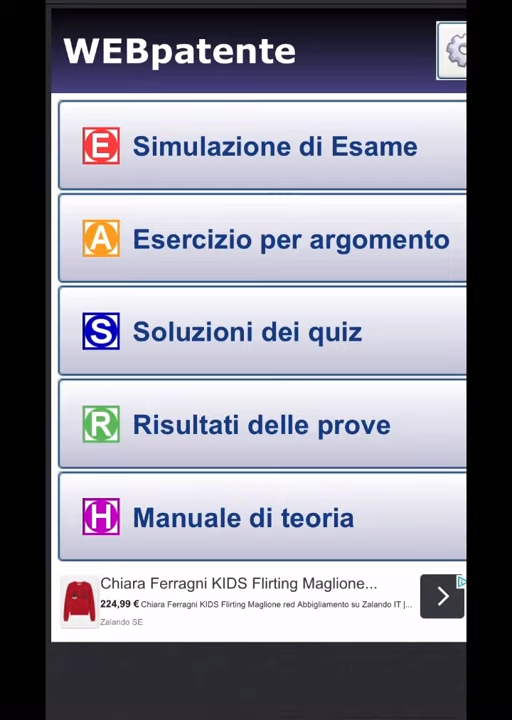 WEBpatente
E Simulazione di Esame
A Esercizio per argomento
S Soluzioni dei quiz
R Risultati delle prove
H Manuale di teoria
Chiara Ferragni KIDS Flirting Maglione...
224,99 € Chiara Ferragni KIDS Flirting Maglione red Abbigliamento su Zalando IT |...
Zalando SE